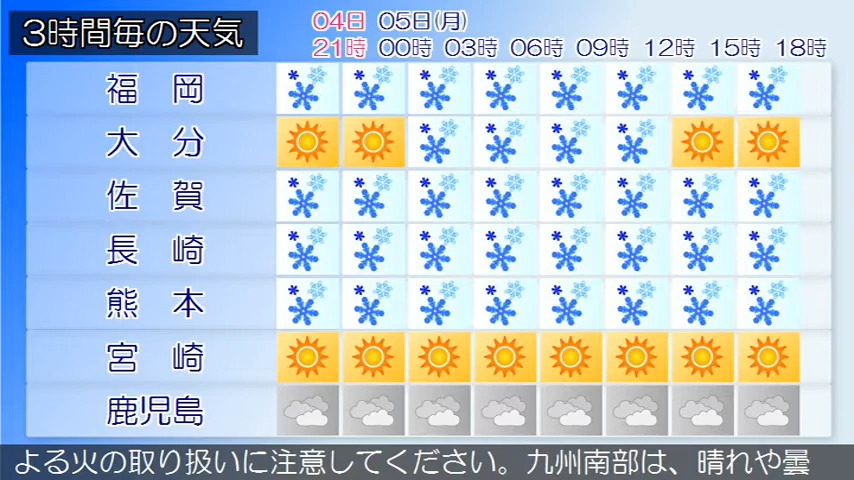 3時間毎の天気
04日 05日(月)
21時 00時 03時 06時 09時 12時 15時 18時
福岡
大分
佐賀
長崎
熊本
宮崎
鹿児島
よる火の取り扱いに注意してください。九州南部は、晴れや曇